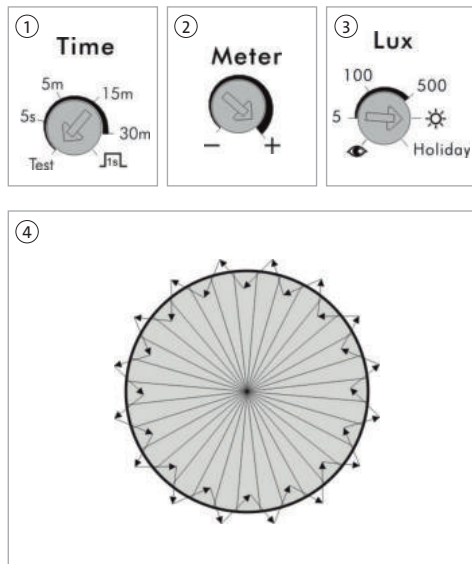 1
Time
5m
15m
5s
30m
Test
1s
2
Meter
−
+
3
Lux
100
500
5
Holiday
4